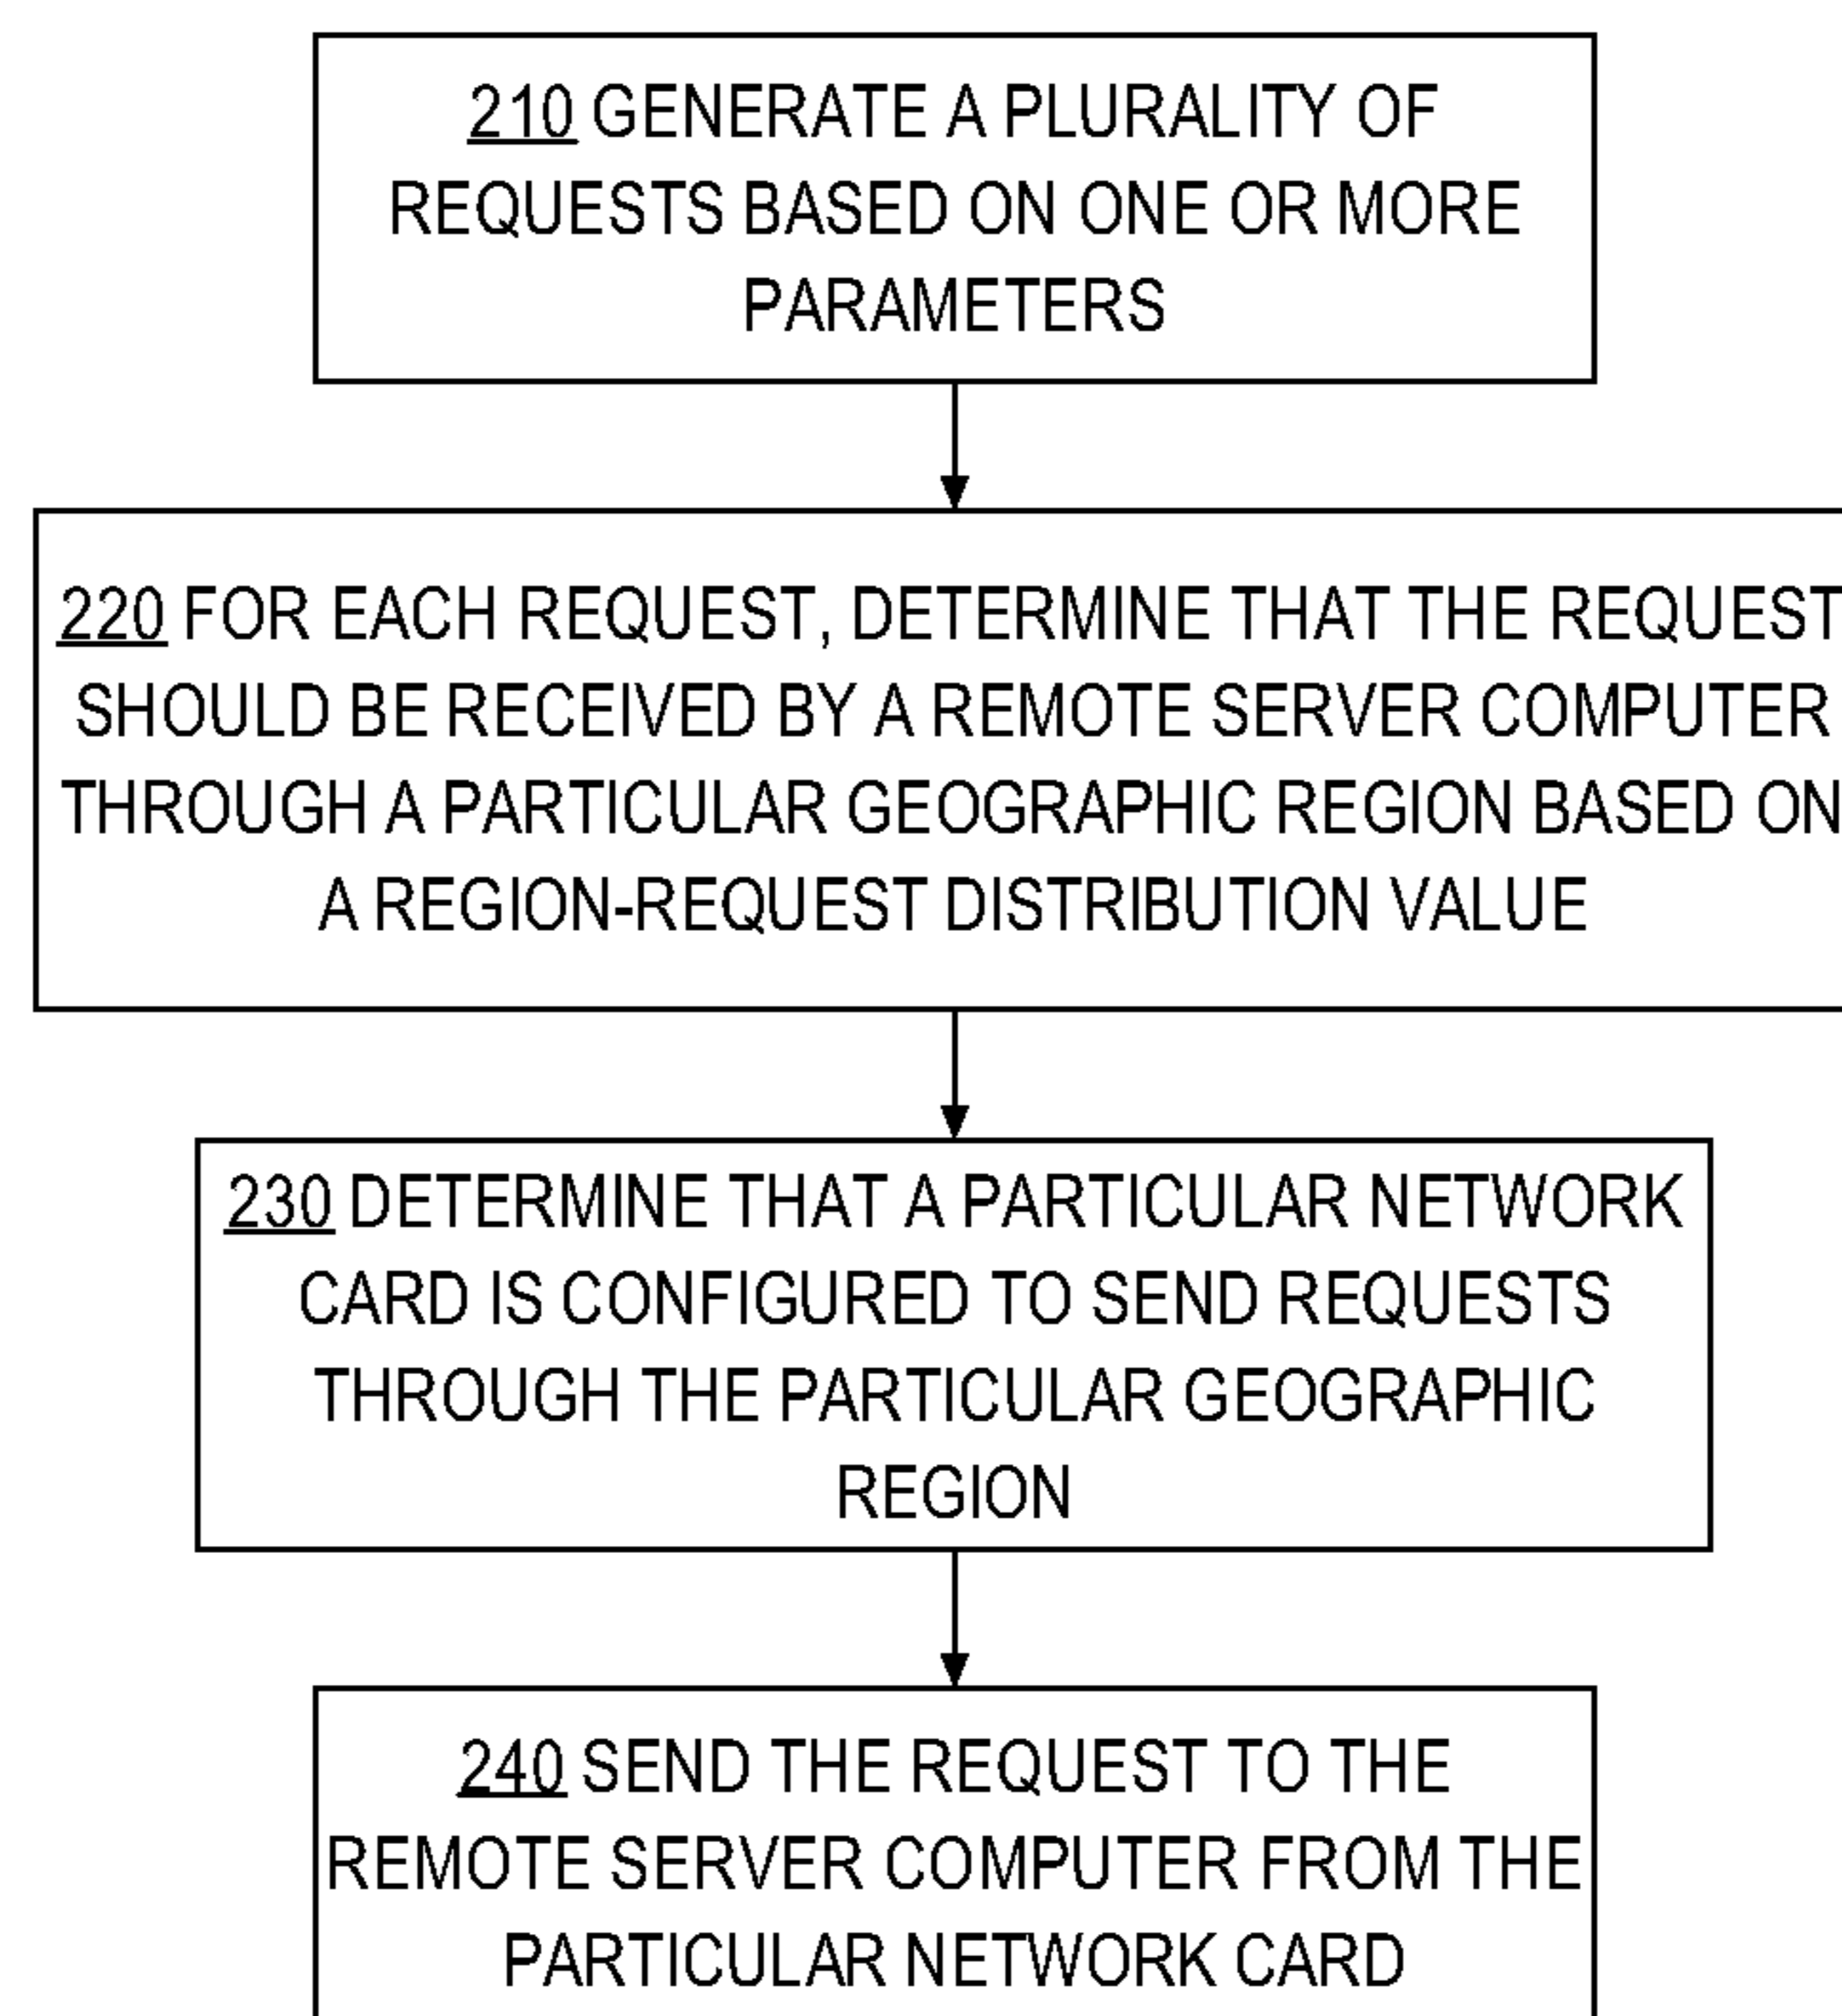 210 GENERATE A PLURALITY OF
REQUESTS BASED ON ONE OR MORE
PARAMETERS
220 FOR EACH REQUEST, DETERMINE THAT THE REQUEST
SHOULD BE RECEIVED BY A REMOTE SERVER COMPUTER
THROUGH A PARTICULAR GEOGRAPHIC REGION BASED ON
A REGION-REQUEST DISTRIBUTION VALUE
230 DETERMINE THAT A PARTICULAR NETWORK
CARD IS CONFIGURED TO SEND REQUESTS
THROUGH THE PARTICULAR GEOGRAPHIC
REGION
240 SEND THE REQUEST TO THE
REMOTE SERVER COMPUTER FROM THE
PARTICULAR NETWORK CARD